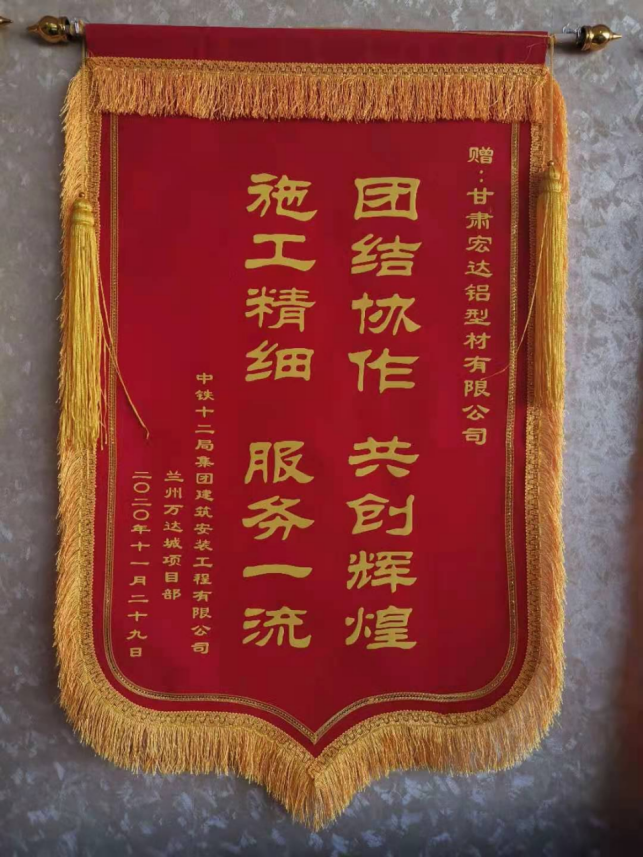 赠：甘肃宏达铝型材有限公司
团结协作 共创辉煌
施工精细 服务一流
中铁十二局集团建筑安装工程有限公司
兰州万达城项目部
二〇二〇年十一月二十九日